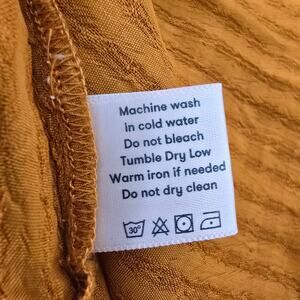 Machine wash
in cold water
Do not bleach
Tumble Dry Low
Warm iron if needed
Do not dry clean
30°